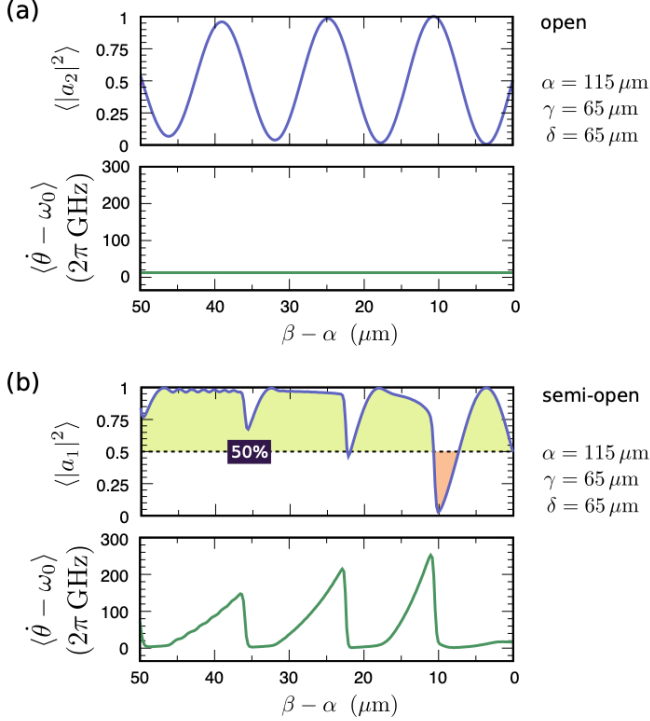 (a)
open
1
0.75
0.5
0.25
0
⟨|a₂|²⟩
α = 115 μm
γ = 65 μm
δ = 65 μm
300
200
100
0
⟨θ̇ − ω₀⟩
(2π GHz)
50 40 30 20 10 0
β − α (μm)
(b)
semi-open
1
0.75
0.5
0.25
0
⟨|a₁|²⟩
50%
α = 115 μm
γ = 65 μm
δ = 65 μm
300
200
100
0
⟨θ̇ − ω₀⟩
(2π GHz)
50 40 30 20 10 0
β − α (μm)